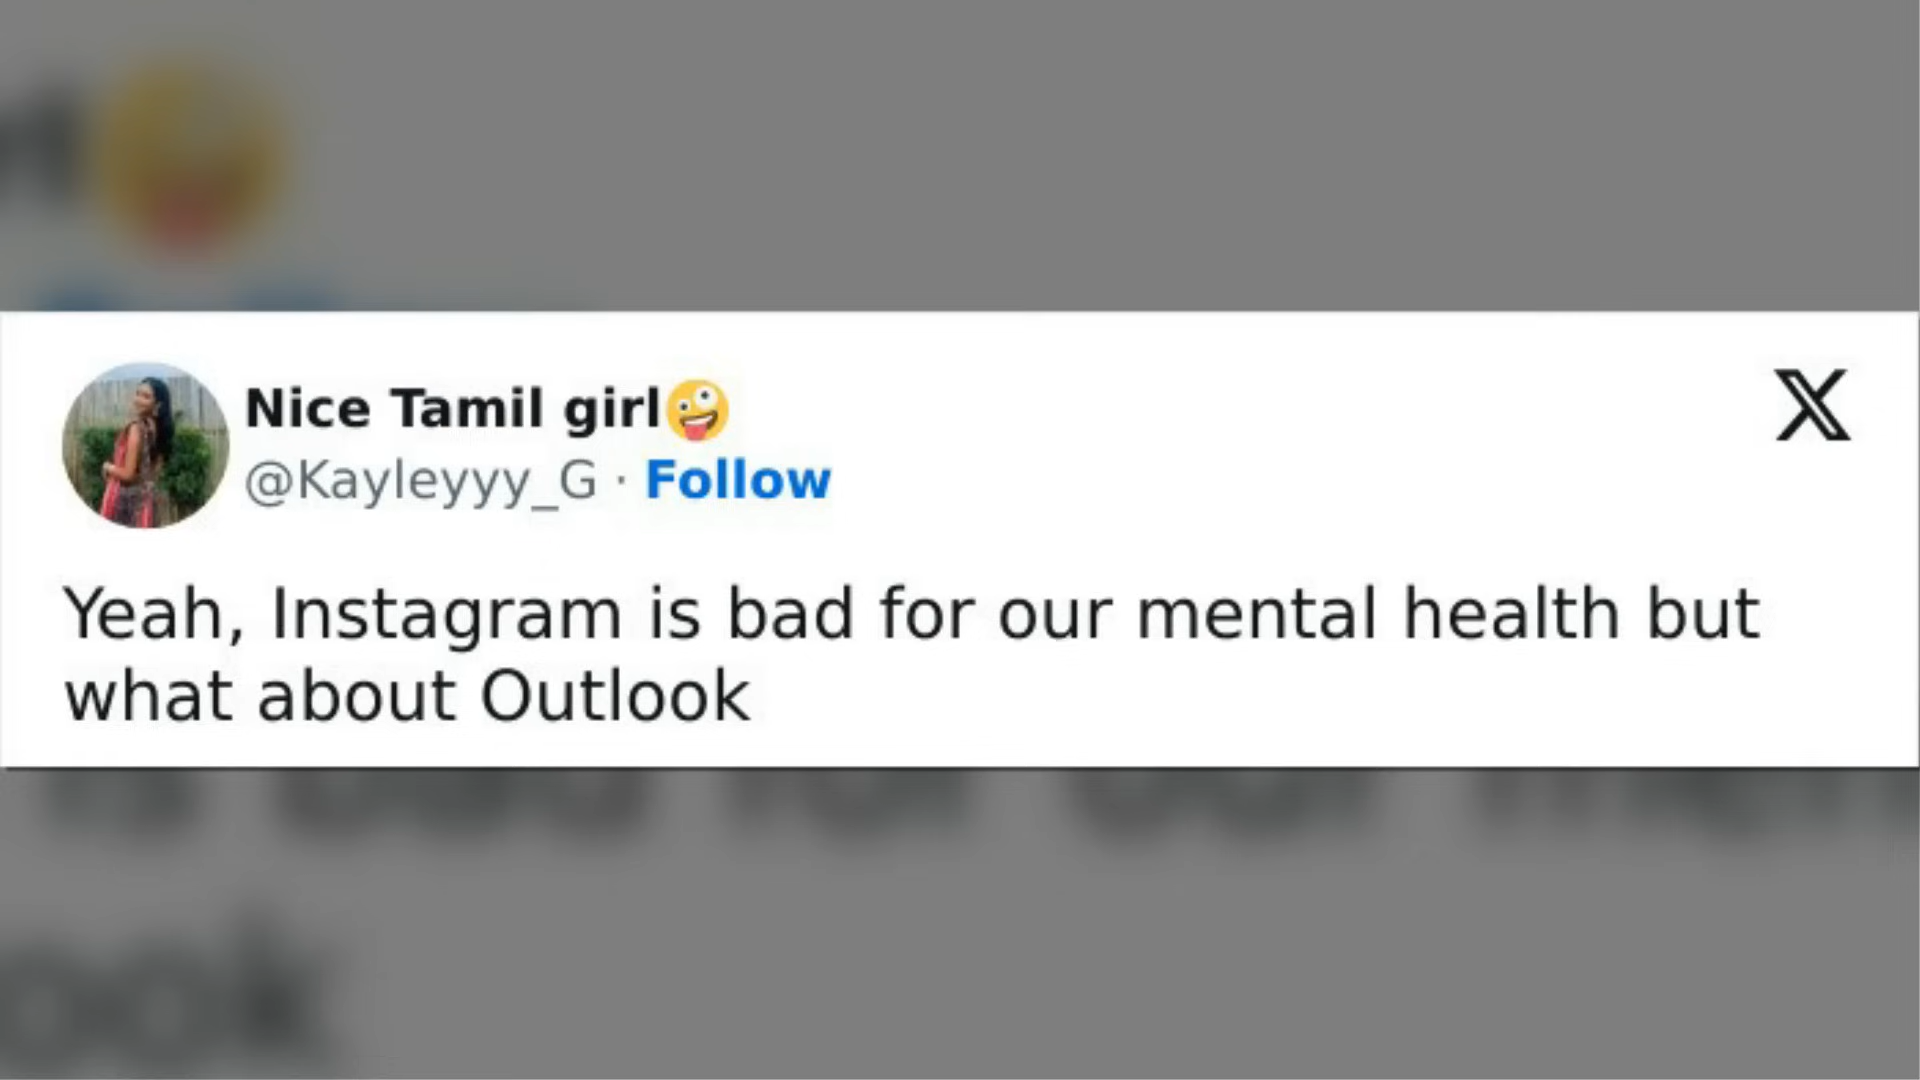 Nice Tamil girl🤪
@Kayleyyy_G · Follow
Yeah, Instagram is bad for our mental health but
what about Outlook